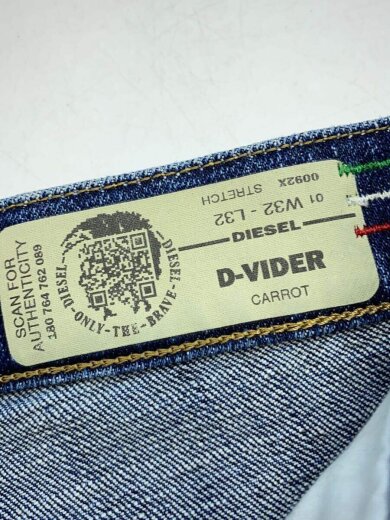 SCAN FOR
AUTHENTICITY
180 764 762 089
DIESEL
DIESEL
-ONLY-THE-BRAVE-
0092X
STRETCH
01 W32 - L32
DIESEL
D-VIDER
CARROT